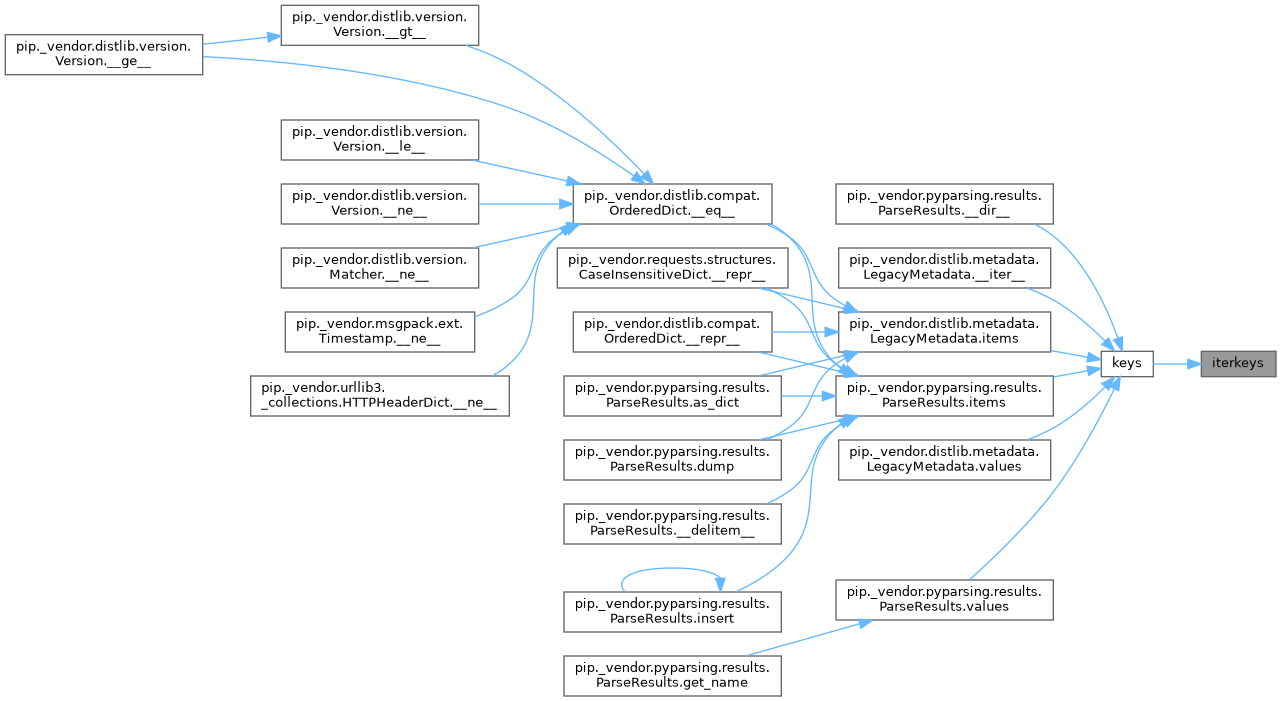 pip._vendor.distlib.version.
Version.__gt__
pip._vendor.distlib.version.
Version.__ge__
pip._vendor.distlib.version.
Version.__le__
pip._vendor.distlib.version.
Version.__ne__
pip._vendor.distlib.version.
Matcher.__ne__
pip._vendor.msgpack.ext.
Timestamp.__ne__
pip._vendor.urllib3.
_collections.HTTPHeaderDict.__ne__
pip._vendor.distlib.compat.
OrderedDict.__eq__
pip._vendor.requests.structures.
CaseInsensitiveDict.__repr__
pip._vendor.distlib.compat.
OrderedDict.__repr__
pip._vendor.pyparsing.results.
ParseResults.as_dict
pip._vendor.pyparsing.results.
ParseResults.dump
pip._vendor.pyparsing.results.
ParseResults.__delitem__
pip._vendor.pyparsing.results.
ParseResults.insert
pip._vendor.pyparsing.results.
ParseResults.get_name
pip._vendor.pyparsing.results.
ParseResults.__dir__
pip._vendor.distlib.metadata.
LegacyMetadata.__iter__
pip._vendor.distlib.metadata.
LegacyMetadata.items
pip._vendor.pyparsing.results.
ParseResults.items
pip._vendor.distlib.metadata.
LegacyMetadata.values
pip._vendor.pyparsing.results.
ParseResults.values
keys
iterkeys